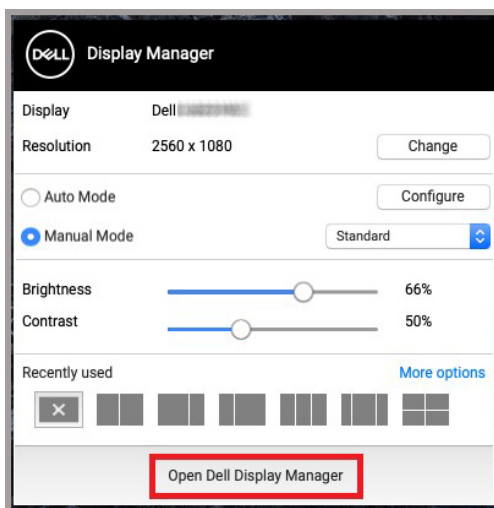 DELL Display Manager
Display Dell
Resolution 2560 x 1080 Change
Auto Mode Configure
Manual Mode Standard
Brightness 66%
Contrast 50%
Recently used More options
Open Dell Display Manager